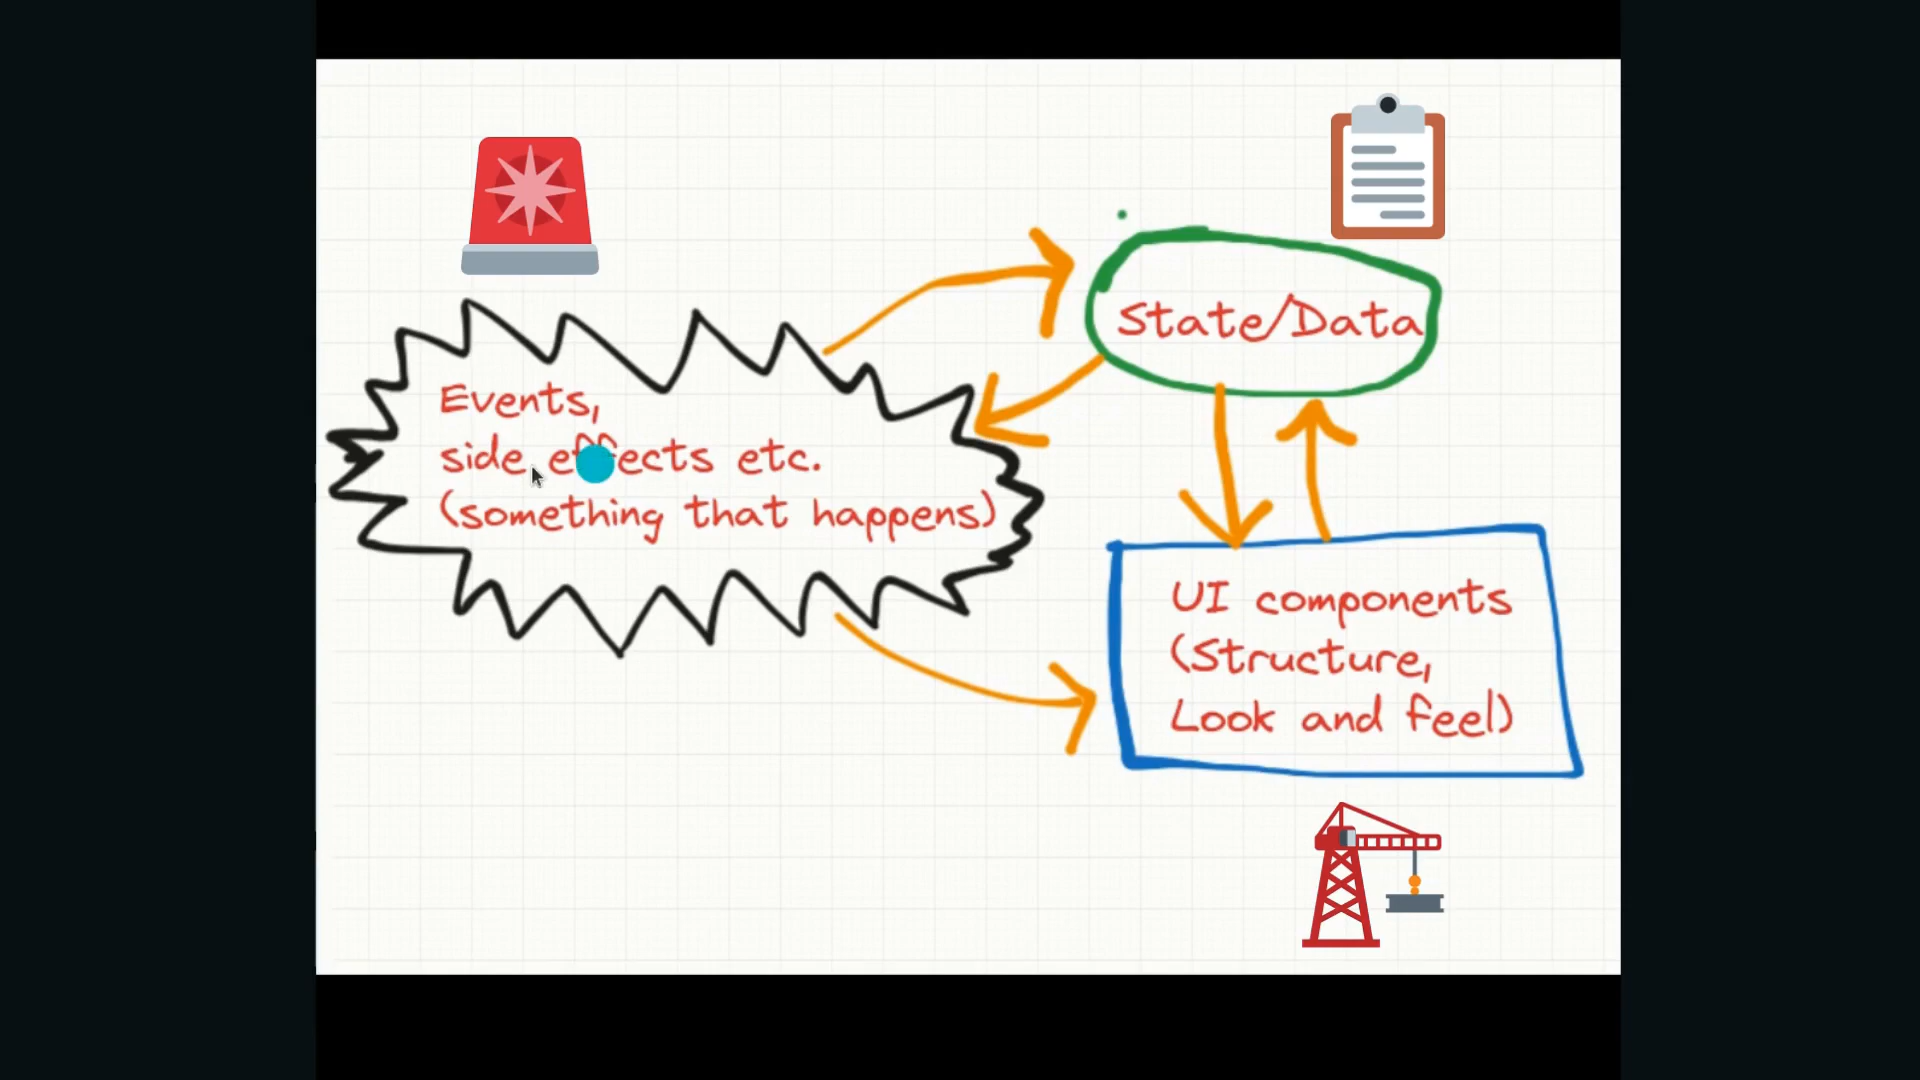 State/Data
Events,
side effects etc.
(something that happens)
UI components
(Structure,
Look and feel)